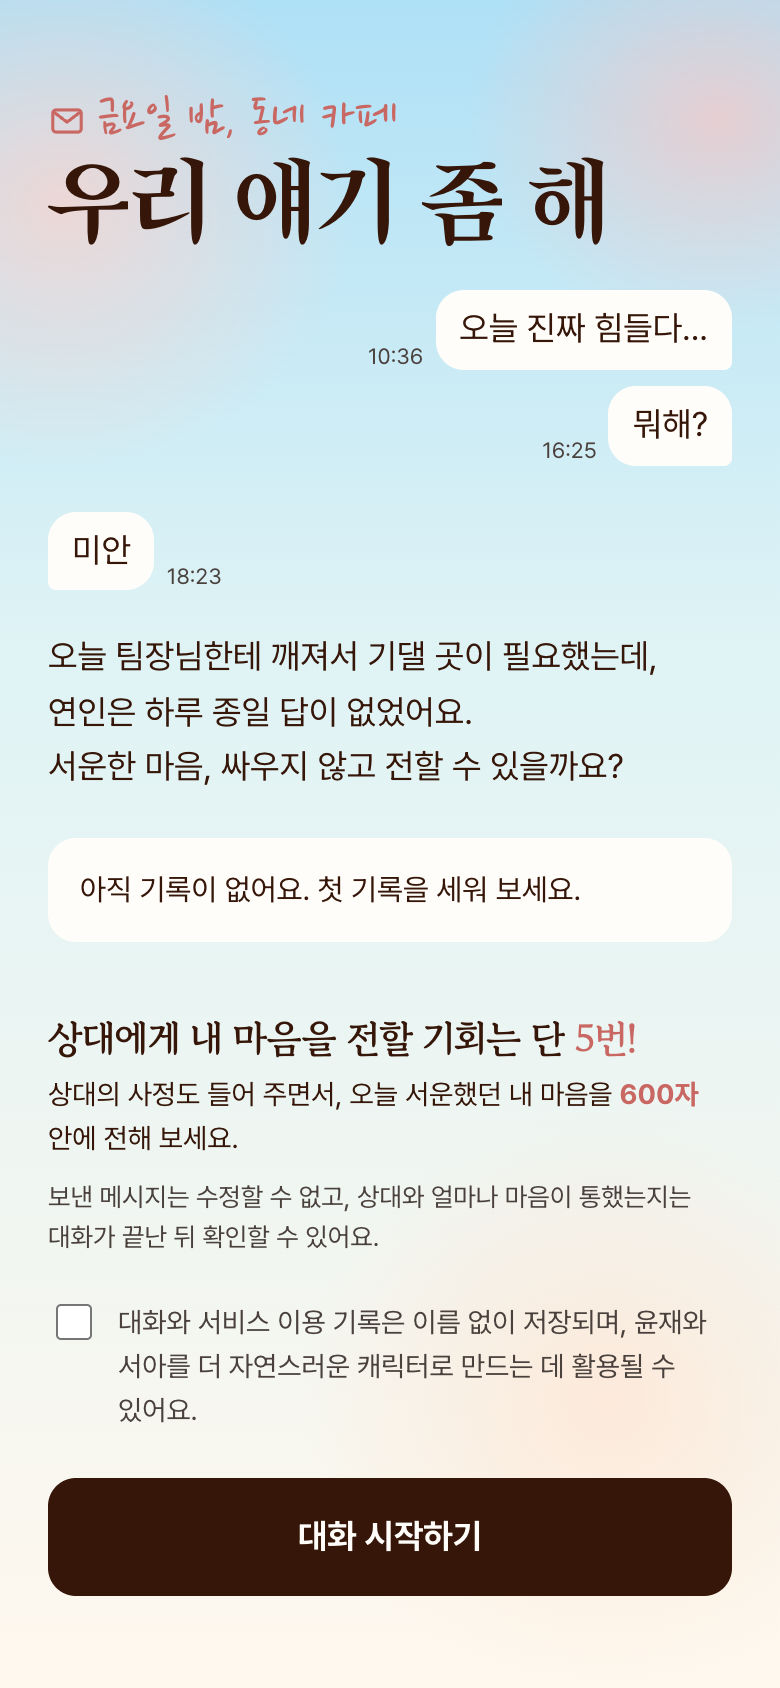 금요일 밤, 동네 카페
우리 얘기 좀 해
오늘 진짜 힘들다...
10:36
뭐해?
16:25
미안
18:23
오늘 팀장님한테 깨져서 기댈 곳이 필요했는데,
연인은 하루 종일 답이 없었어요.
서운한 마음, 싸우지 않고 전할 수 있을까요?
아직 기록이 없어요. 첫 기록을 세워 보세요.
상대에게 내 마음을 전할 기회는 단 5번!
상대의 사정도 들어 주면서, 오늘 서운했던 내 마음을 600자
안에 전해 보세요.
보낸 메시지는 수정할 수 없고, 상대와 얼마나 마음이 통했는지는
대화가 끝난 뒤 확인할 수 있어요.
대화와 서비스 이용 기록은 이름 없이 저장되며, 윤재와
서아를 더 자연스러운 캐릭터로 만드는 데 활용될 수
있어요.
대화 시작하기